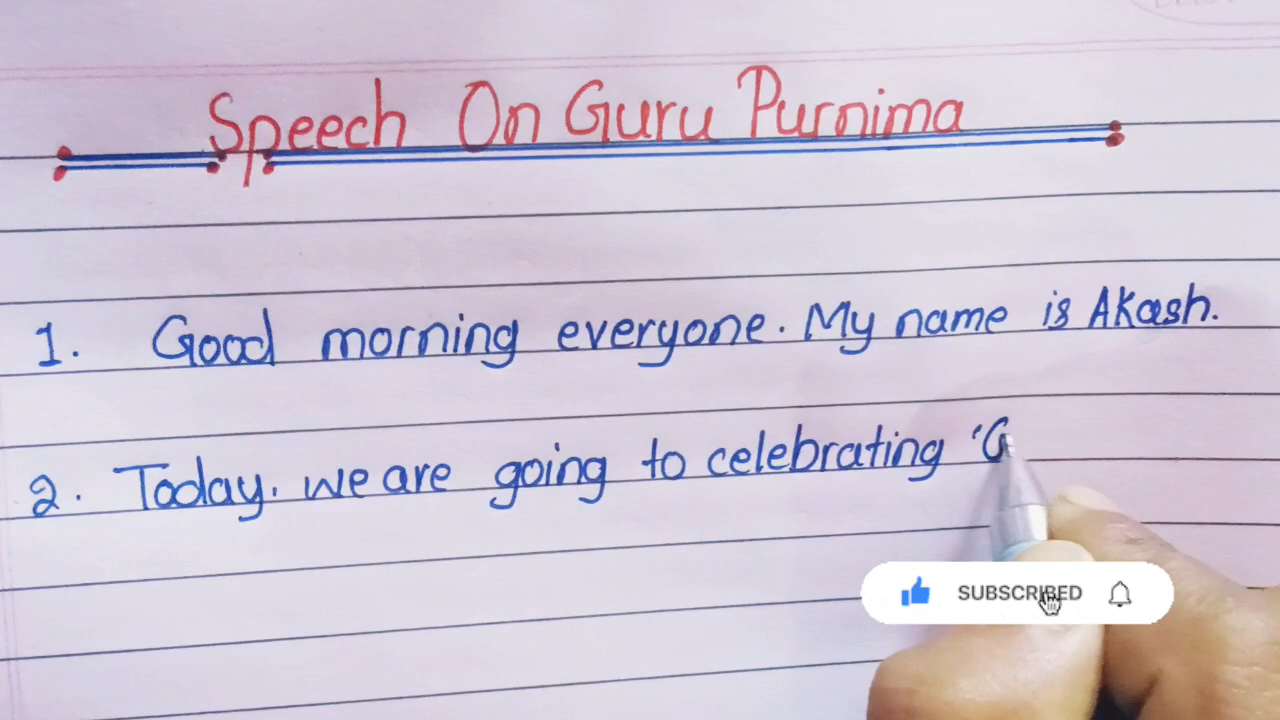 Speech On Guru Purnima
1. Good morning everyone. My name is Akash.
2. Today. we are going to celebrating 'G
SUBSCRIBED